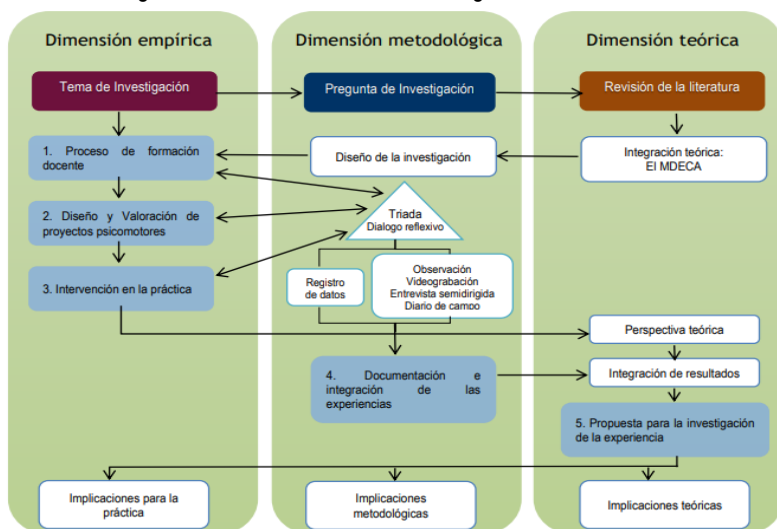 Dimensión empírica
Dimensión metodológica
Dimensión teórica
Tema de Investigación
Pregunta de Investigación
Revisión de la literatura
1. Proceso de formación
docente
Diseño de la investigación
Integración teórica:
El MDECA
2. Diseño y Valoración de
proyectos psicomotores
Tríada
Dialogo reflexivo
3. Intervención en la práctica
Registro
de datos
Observación
Videograbación
Entrevista semidirigida
Diario de campo
Perspectiva teórica
4. Documentación e
integración de las
experiencias
Integración de resultados
5. Propuesta para la investigación
de la experiencia
Implicaciones para la
práctica
Implicaciones
metodológicas
Implicaciones teóricas